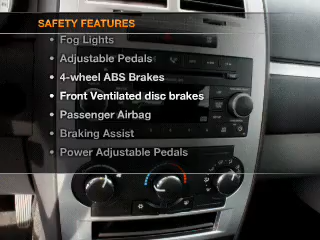 SAFETY FEATURES
• Fog Lights
• Adjustable Pedals
• 4-wheel ABS Brakes
• Front Ventilated disc brakes
• Passenger Airbag
• Braking Assist
• Power Adjustable Pedals